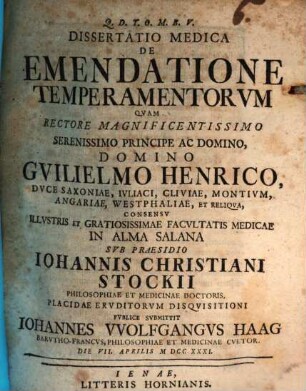 Q. D. T. O. M. B. V.
DISSERTATIO MEDICA
DE
EMENDATIONE
TEMPERAMENTORVM
QVAM
RECTORE MAGNIFICENTISSIMO
SERENISSIMO PRINCIPE AC DOMINO,
DOMINO
GVILIELMO HENRICO,
DVCE SAXONIAE, IVLIACI, CLIVIAE, MONTIVM,
ANGARIAE, WESTPHALIAE, ET RELIQVA,
CONSENSV
ILLVSTRIS ET GRATIOSISSIMAE FACVLTATIS MEDICAE
IN ALMA SALANA
SVB PRAESIDIO
IOHANNIS CHRISTIANI
STOCKII
PHILOSOPHIAE ET MEDICINAE DOCTORIS,
PLACIDAE ERVDITORVM DISQVISITIONI
PVBLICE SVBMITTIT
IOHANNES VVOLFGANGVS HAAG
BARVTHO-FRANCVS, PHILOSOPHIAE ET MEDICINAE CVLTOR.
DIE VII. APRILIS M DCC XXXI.
IENAE,
LITTERIS HORNIANIS.